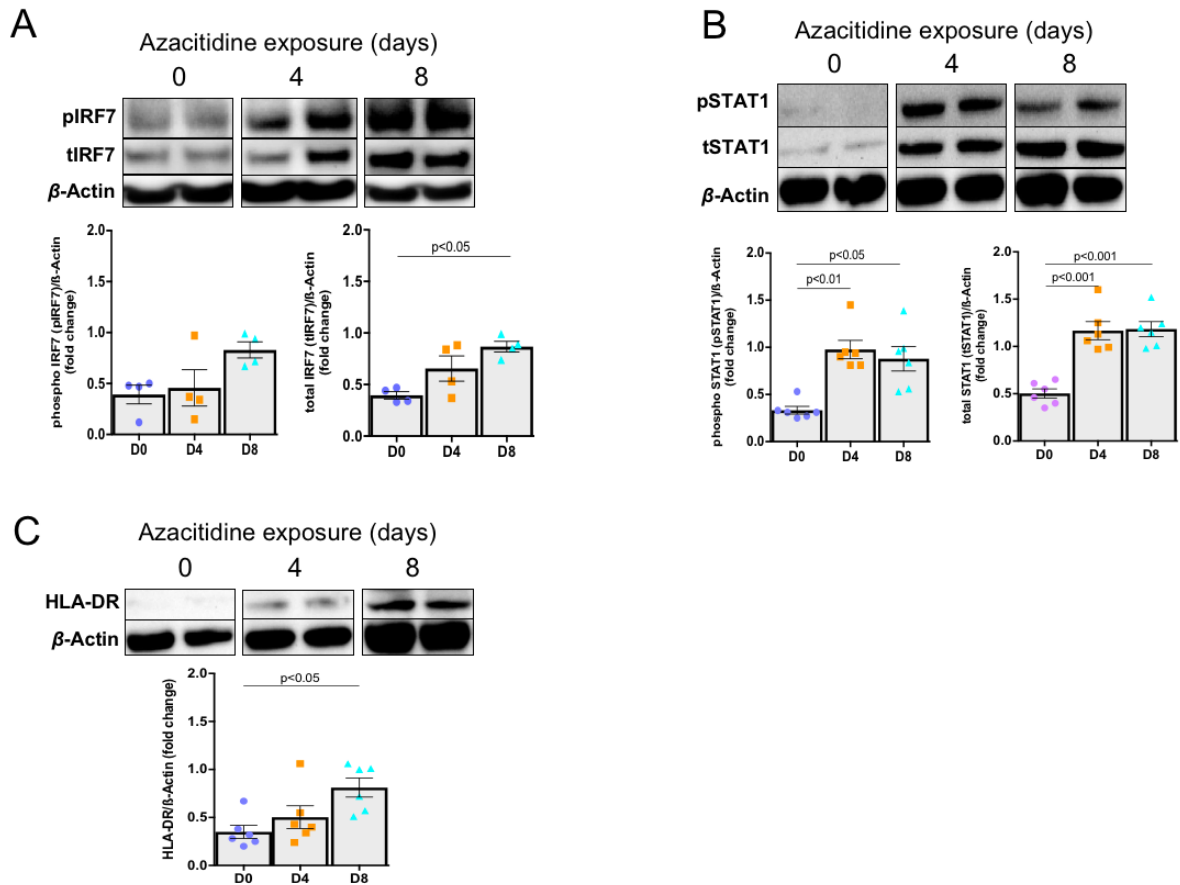 A
Azacitidine exposure (days)
0 4 8
pIRF7
tIRF7
β-Actin
phospho IRF7 (pIRF7)/ß-Actin
(fold change)
2.0
1.5
1.0
0.5
0.0
D0 D4 D8
total IRF7 (tIRF7)/ß-Actin
(fold change)
2.0
1.5
1.0
0.5
0.0
p<0.05
D0 D4 D8
B
Azacitidine exposure (days)
0 4 8
pSTAT1
tSTAT1
β-Actin
phospho STAT1 (pSTAT1)/ß-Actin
(fold change)
2.0
1.5
1.0
0.5
0.0
p<0.05
p<0.01
D0 D4 D8
total STAT1 (tSTAT1)/ß-Actin
(fold change)
2.0
1.5
1.0
0.5
0.0
p<0.001
p<0.001
D0 D4 D8
C
Azacitidine exposure (days)
0 4 8
HLA-DR
β-Actin
HLA-DR/ß-Actin (fold change)
2.0
1.5
1.0
0.5
0.0
p<0.05
D0 D4 D8